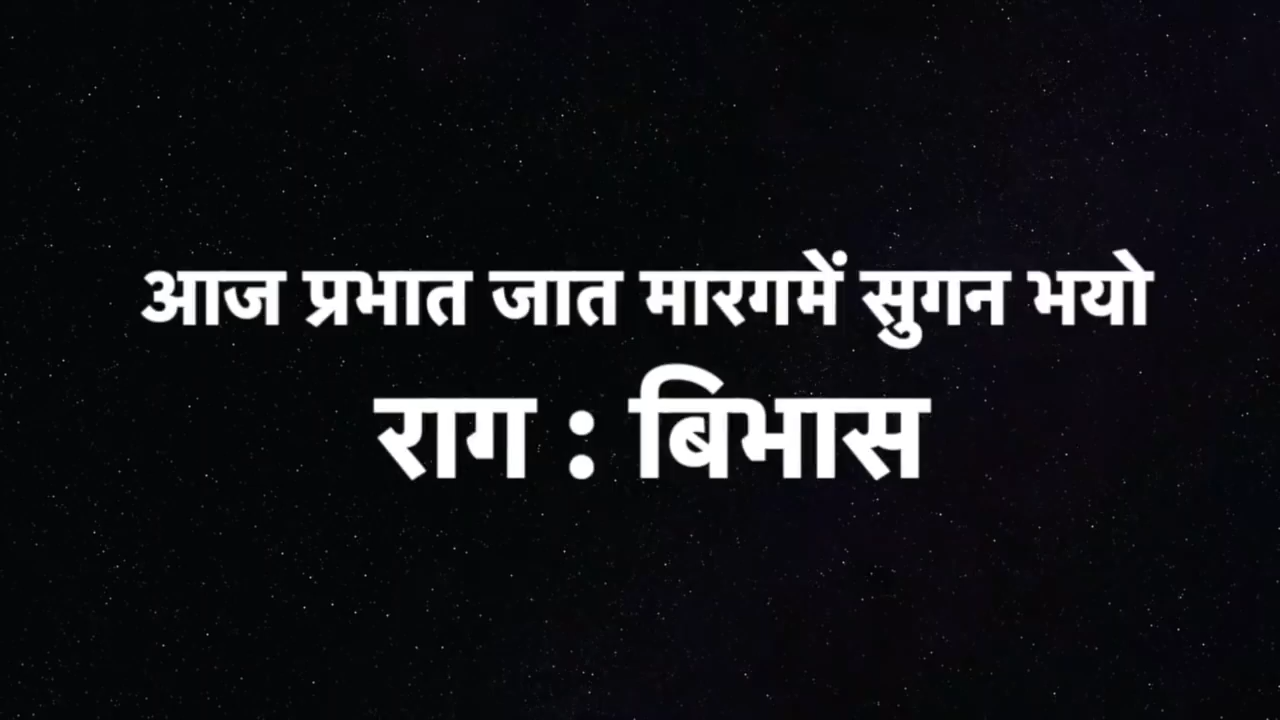 आज प्रभात जात मारगमें सुगन भयो
राग : बिभास